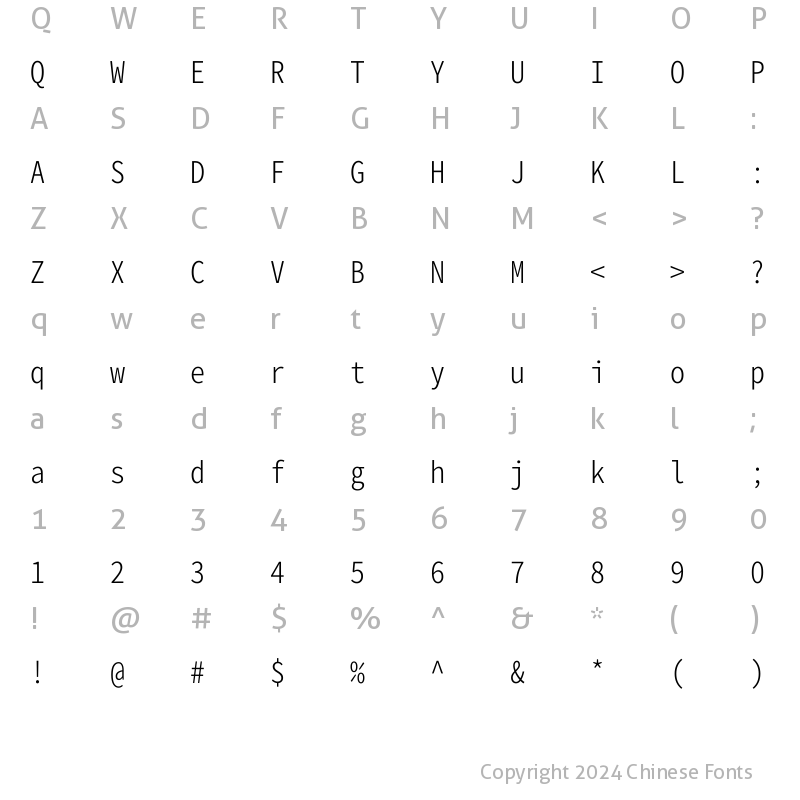 Q W E R T Y U I O P
Q W E R T Y U I O P
A S D F G H J K L :
A S D F G H J K L :
Z X C V B N M < > ?
Z X C V B N M < > ?
q w e r t y u i o p
q w e r t y u i o p
a s d f g h j k l ;
a s d f g h j k l ;
1 2 3 4 5 6 7 8 9 0
1 2 3 4 5 6 7 8 9 0
! @ # $ % ^ & * ( )
! @ # $ % ^ & * ( )
Copyright 2024 Chinese Fonts